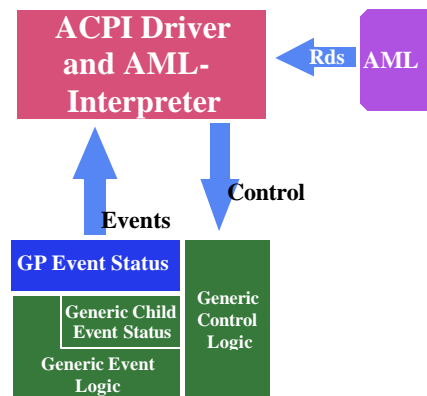 ACPI Driver
and AML-
Interpreter
Rds
AML
Control
Events
GP Event Status
Generic Child
Event Status
Generic Event
Logic
Generic
Control
Logic